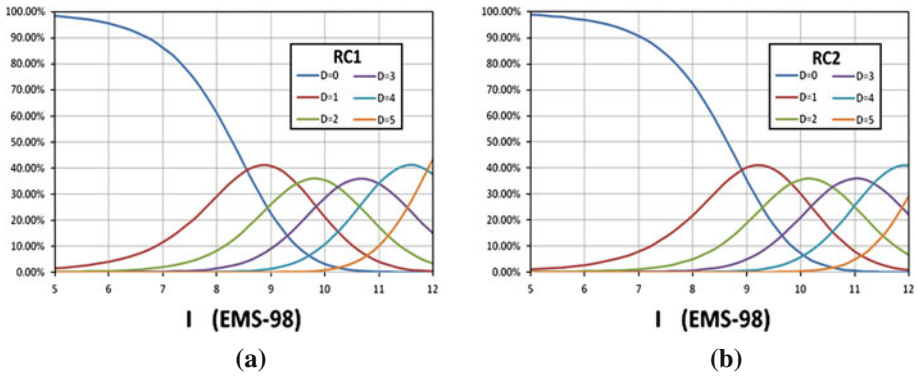 100.00%
90.00%
80.00%
70.00%
60.00%
50.00%
40.00%
30.00%
20.00%
10.00%
0.00%
5 6 7 8 9 10 11 12
RC1
D=0 D=3
D=1 D=4
D=2 D=5
I (EMS-98)
(a)
100.00%
90.00%
80.00%
70.00%
60.00%
50.00%
40.00%
30.00%
20.00%
10.00%
0.00%
5 6 7 8 9 10 11 12
RC2
D=0 D=3
D=1 D=4
D=2 D=5
I (EMS-98)
(b)